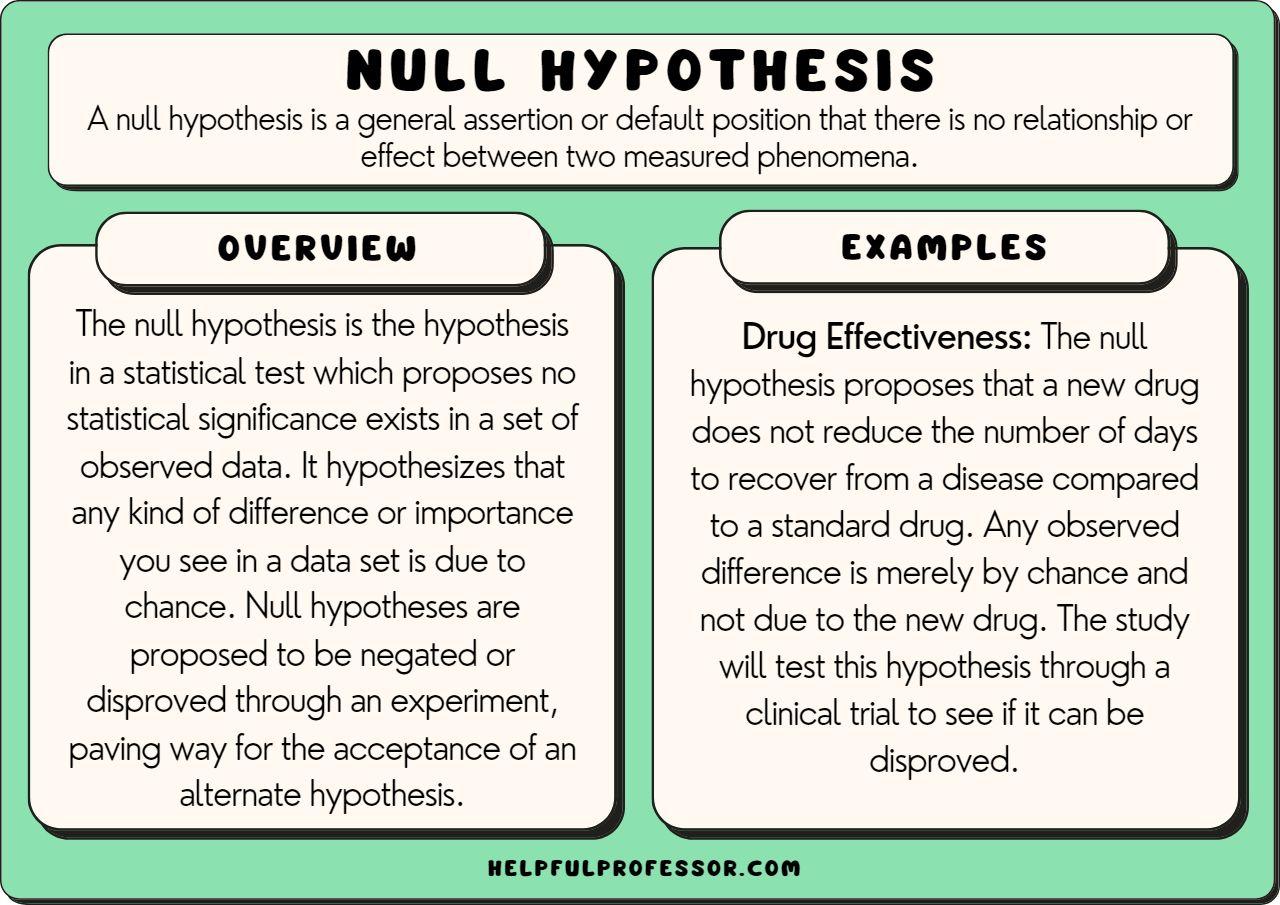 NULL HYPOTHESIS
A null hypothesis is a general assertion or default position that there is no relationship or
effect between two measured phenomena.
OVERVIEW
The null hypothesis is the hypothesis
in a statistical test which proposes no
statistical significance exists in a set of
observed data. It hypothesizes that
any kind of difference or importance
you see in a data set is due to
chance. Null hypotheses are
proposed to be negated or
disproved through an experiment,
paving way for the acceptance of an
alternate hypothesis.
EXAMPLES
Drug Effectiveness: The null
hypothesis proposes that a new drug
does not reduce the number of days
to recover from a disease compared
to a standard drug. Any observed
difference is merely by chance and
not due to the new drug. The study
will test this hypothesis through a
clinical trial to see if it can be
disproved.
HELPFULPROFESSOR.COM